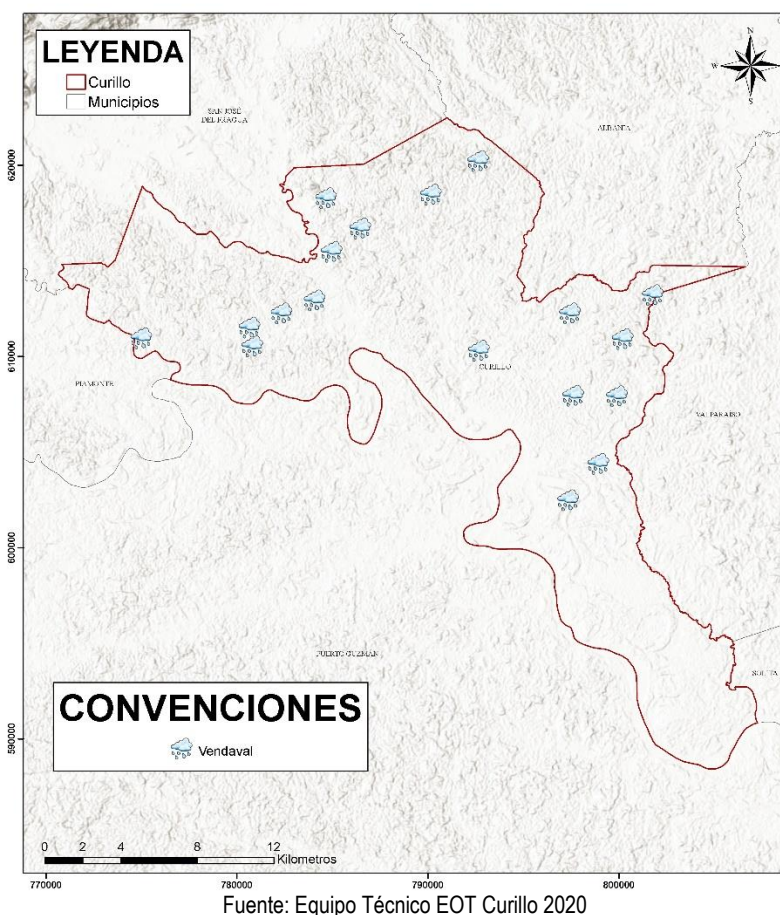 LEYENDA
Curillo
Municipios
N
W
S
SAN JOSÉ
DEL FRAGUA
ALBANIA
620000
610000
600000
590000
PIAMONTE
CURILLO
VALPARAISO
PUERTO GUZMAN
SOLITA
CONVENCIONES
Vendaval
0 2 4 8 12
Kilometros
770000 780000 790000 800000
Fuente: Equipo Técnico EOT Curillo 2020